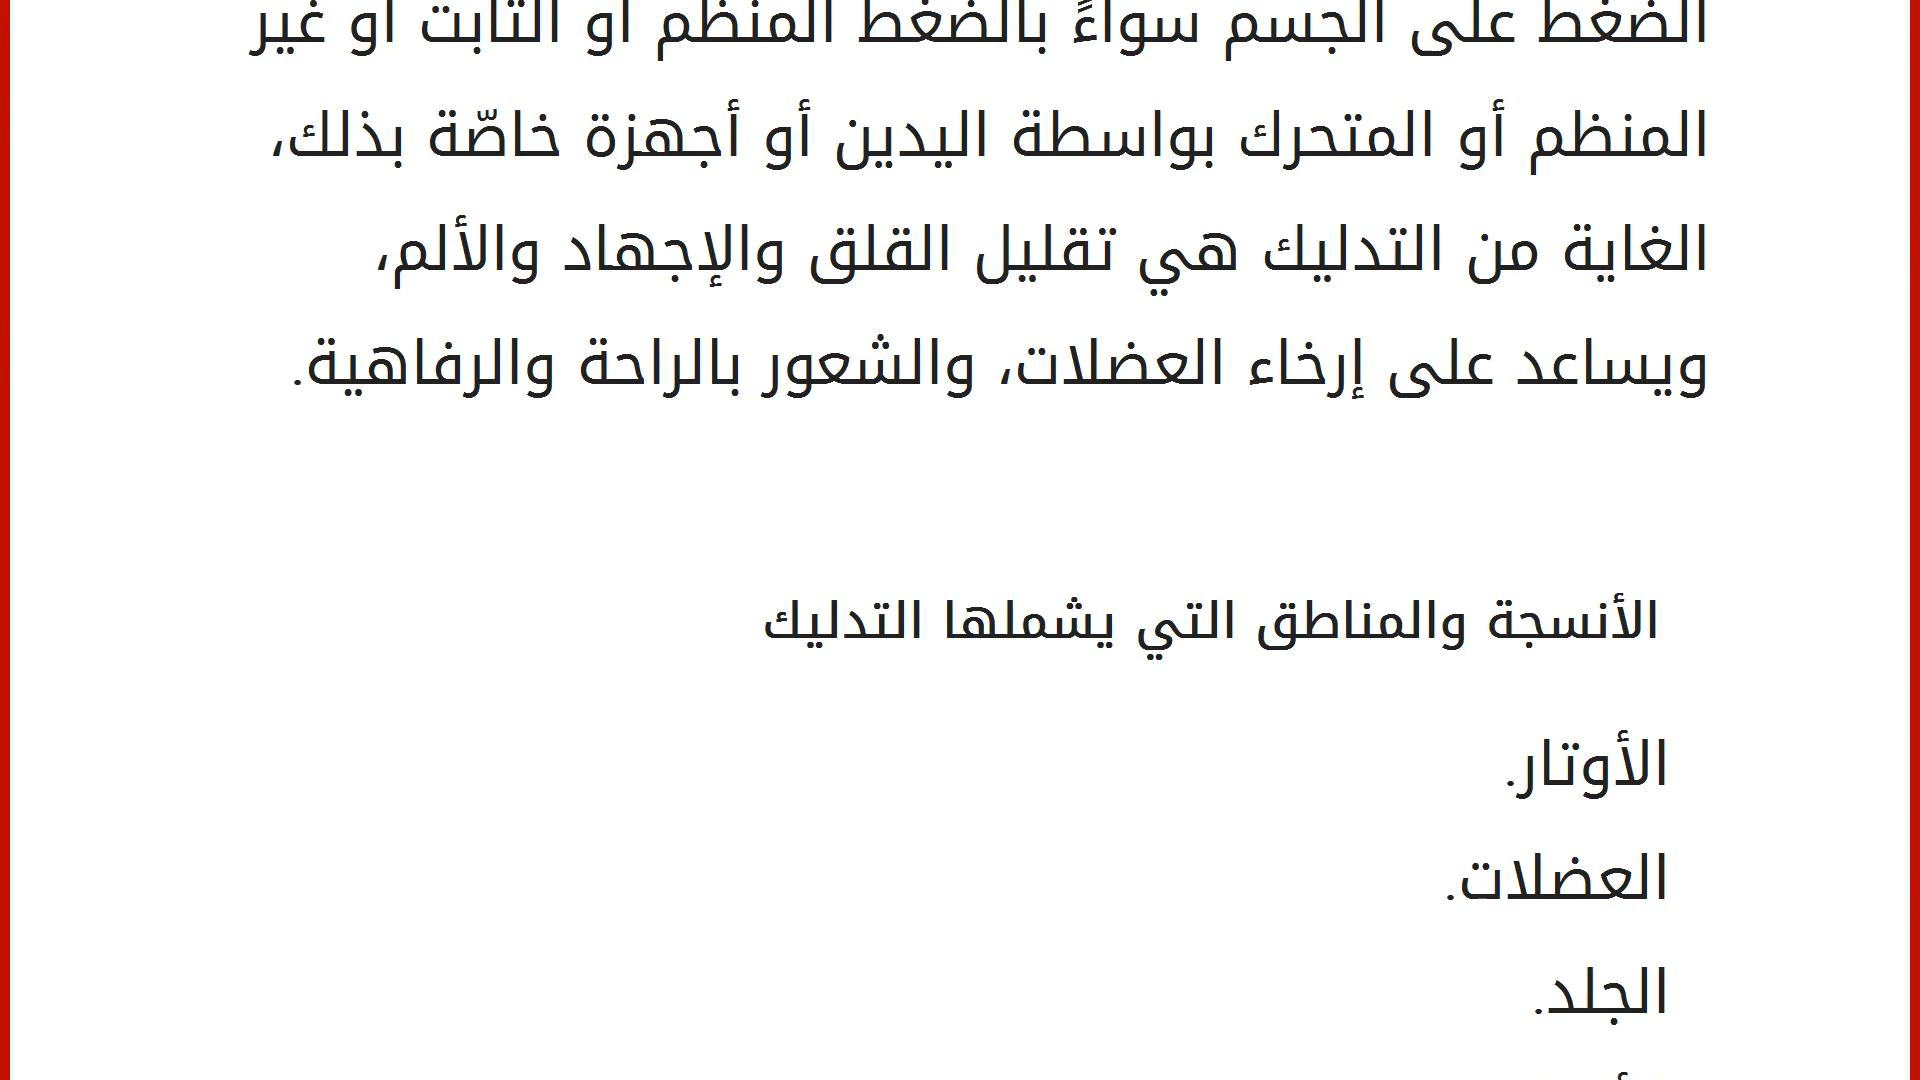 الضغط على الجسم سواءً بالضغط المنظم أو الثابت أو غير
المنظم أو المتحرك بواسطة اليدين أو أجهزة خاصّة بذلك،
الغاية من التدليك هي تقليل القلق والإجهاد والألم،
ويساعد على إرخاء العضلات، والشعور بالراحة والرفاهية.
الأنسجة والمناطق التي يشملها التدليك
الأوتار.
العضلات.
الجلد.